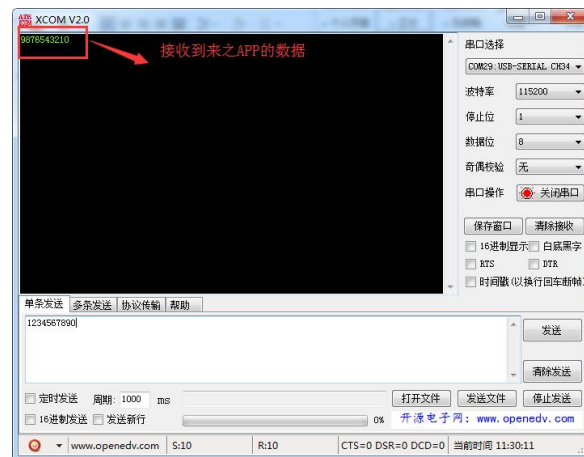 ATK XCOM V2.0
9876543210
接收到来之APP的数据
串口选择
COM29:USB-SERIAL CH34
波特率 115200
停止位 1
数据位 8
奇偶校验 无
串口操作 关闭串口
保存窗口 清除接收
16进制显示 白底黑字
RTS DTR
时间戳(以换行回车断帧)
单条发送 多条发送 协议传输 帮助
1234567890
发送
清除发送
定时发送 周期: 1000 ms 打开文件 发送文件 停止发送
16进制发送 发送新行 0% 开源电子网: www.openedv.com
www.openedv.com S:10 R:10 CTS=0 DSR=0 DCD=0 当前时间 11:30:11